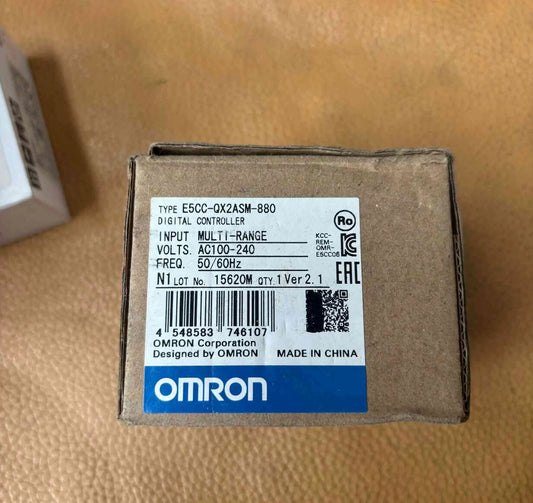 TYPE E5CC-QX2ASM-880
DIGITAL CONTROLLER
INPUT MULTI-RANGE
VOLTS. AC100-240
FREQ. 50/60Hz
N1 LOT No. 15620M QTY. 1 Ver 2.1
Ro
KCC-
REM-
OMR-
E5CC06
EAC
4 548583 746107
OMRON Corporation
Designed by OMRON
MADE IN CHINA
OMRON